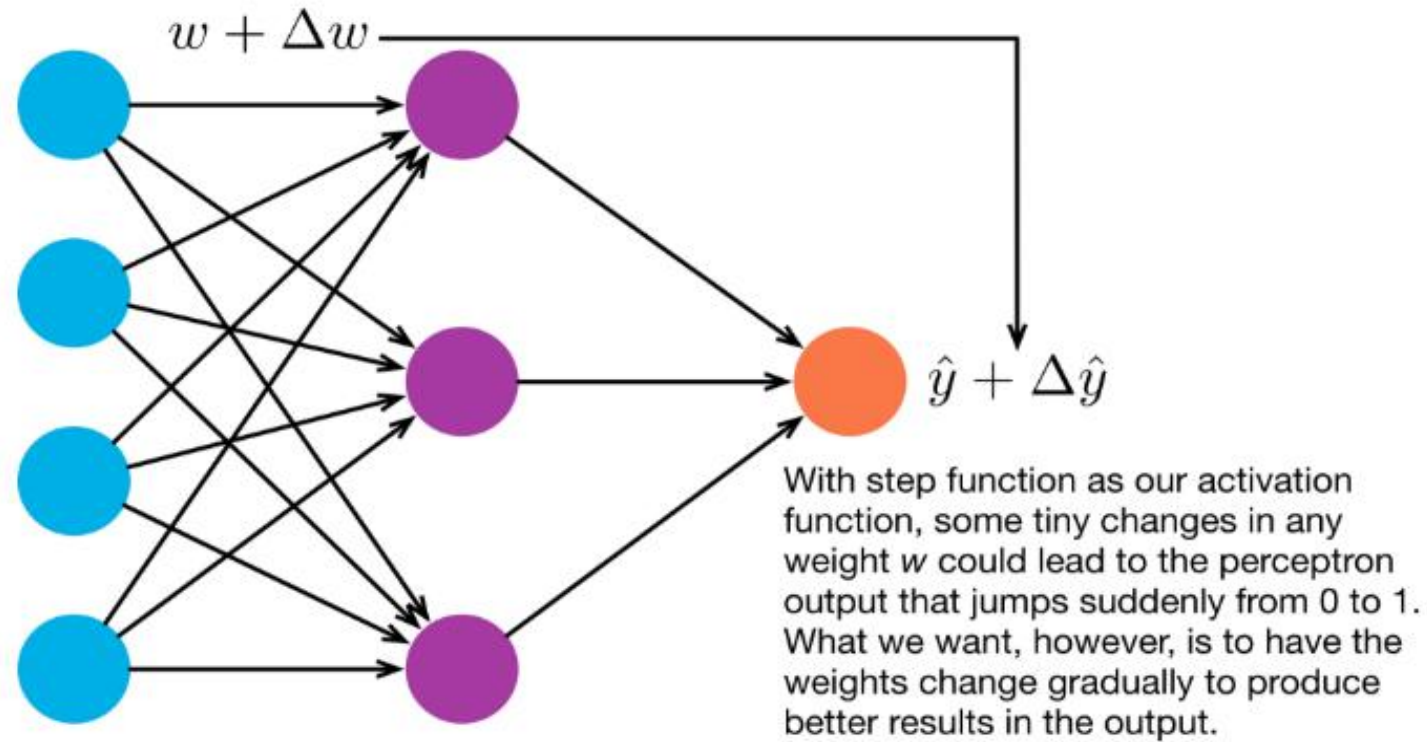 w + Δw
ŷ + Δŷ
With step function as our activation
function, some tiny changes in any
weight w could lead to the perceptron
output that jumps suddenly from 0 to 1.
What we want, however, is to have the
weights change gradually to produce
better results in the output.